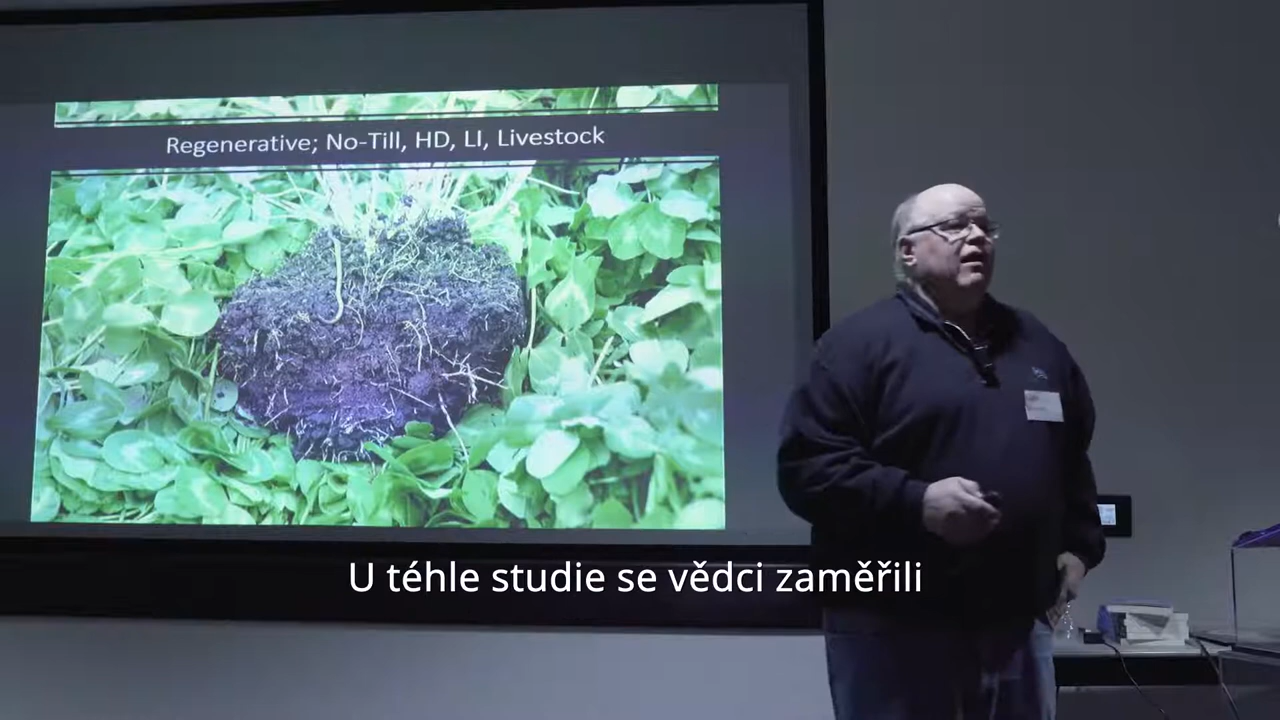 Regenerative; No-Till, HD, LI, Livestock
U téhle studie se vědci zaměřili